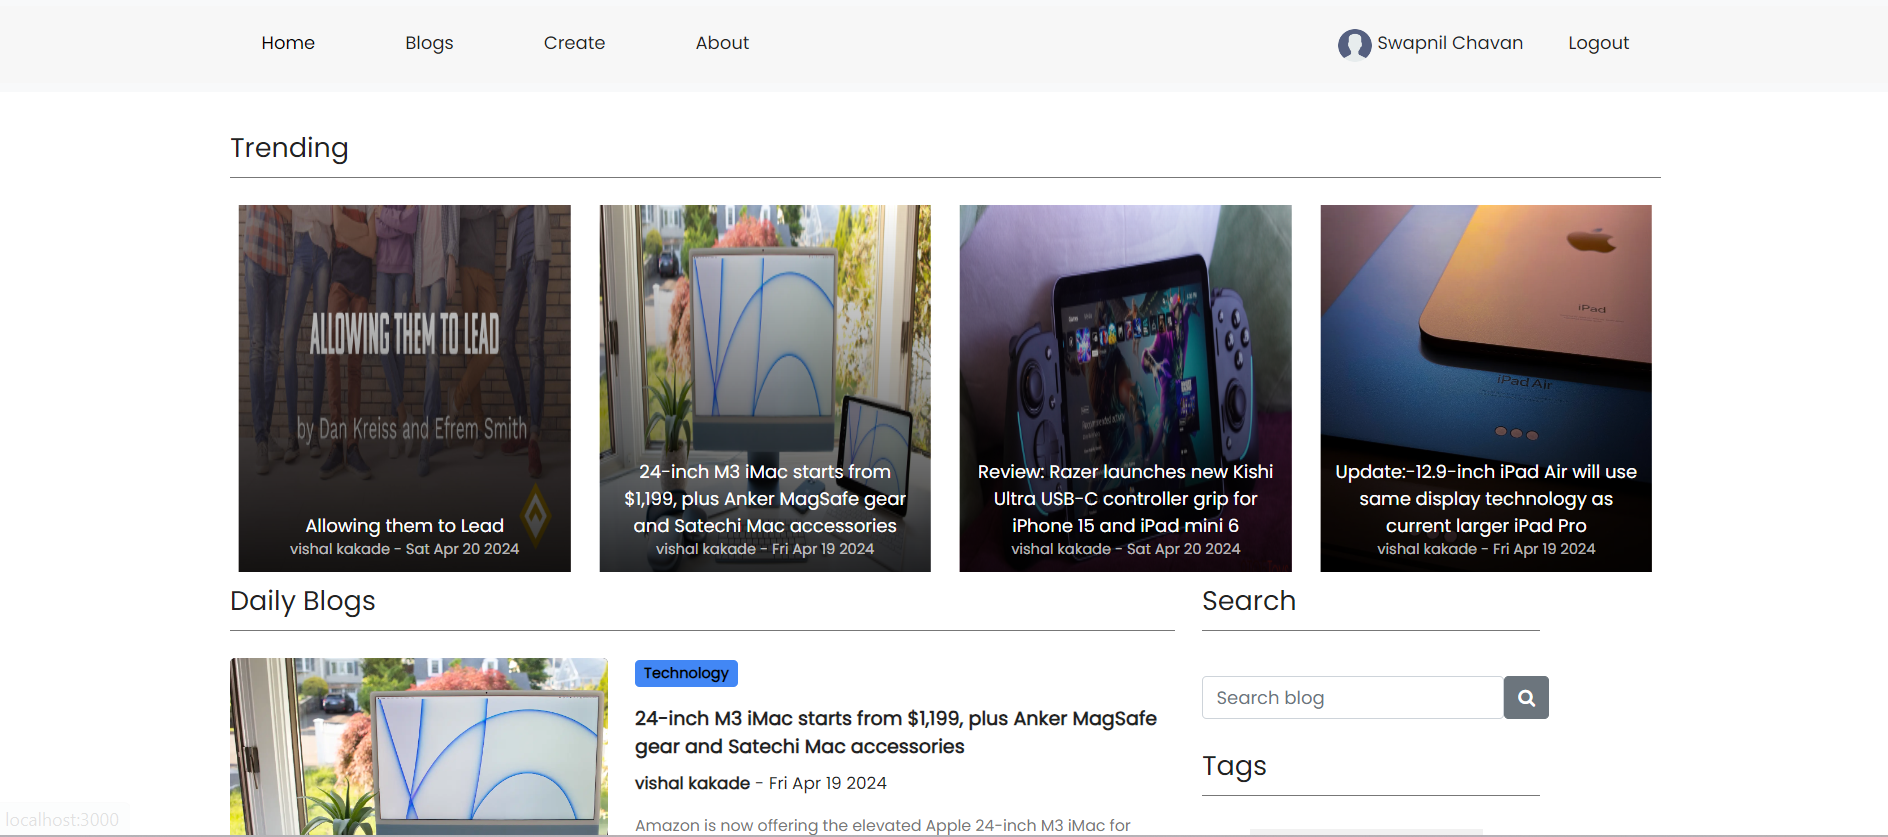 Home Blogs Create About Swapnil Chavan Logout
Trending
ALLOWING THEM TO LEAD
by Dan Kreiss and Efrem Smith
Allowing them to Lead
vishal kakade - Sat Apr 20 2024
24-inch M3 iMac starts from
$1,199, plus Anker MagSafe gear
and Satechi Mac accessories
vishal kakade - Fri Apr 19 2024
Review: Razer launches new Kishi
Ultra USB-C controller grip for
iPhone 15 and iPad mini 6
vishal kakade - Sat Apr 20 2024
iPad
iPad Air
Update:-12.9-inch iPad Air will use
same display technology as
current larger iPad Pro
vishal kakade - Fri Apr 19 2024
Daily Blogs
Technology
24-inch M3 iMac starts from $1,199, plus Anker MagSafe
gear and Satechi Mac accessories
vishal kakade - Fri Apr 19 2024
Amazon is now offering the elevated Apple 24-inch M3 iMac for
Search
Search blog
Tags
localhost:3000